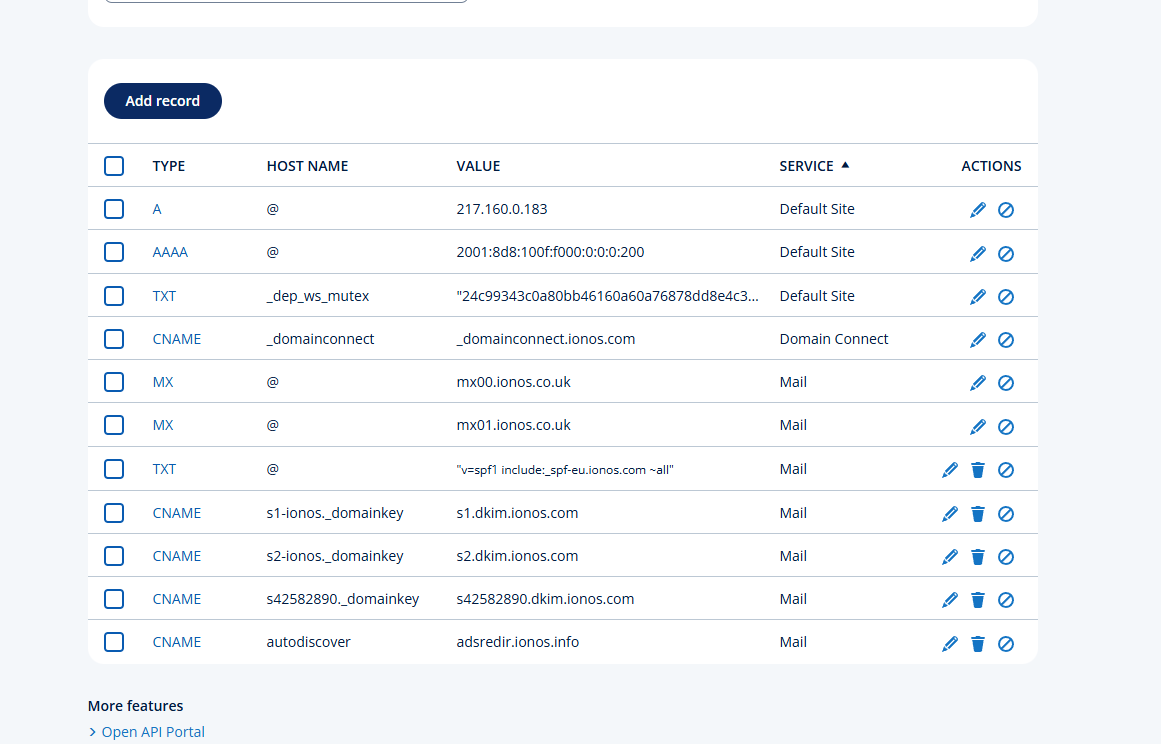 Add record
TYPE HOST NAME VALUE SERVICE ▲ ACTIONS
A @ 217.160.0.183 Default Site
AAAA @ 2001:8d8:100f:f000:0:0:0:200 Default Site
TXT _dep_ws_mutex "24c99343c0a80bb46160a60a76878dd8e4c3... Default Site
CNAME _domainconnect _domainconnect.ionos.com Domain Connect
MX @ mx00.ionos.co.uk Mail
MX @ mx01.ionos.co.uk Mail
TXT @ "v=spf1 include:_spf-eu.ionos.com ~all" Mail
CNAME s1-ionos._domainkey s1.dkim.ionos.com Mail
CNAME s2-ionos._domainkey s2.dkim.ionos.com Mail
CNAME s42582890._domainkey s42582890.dkim.ionos.com Mail
CNAME autodiscover adsredir.ionos.info Mail
More features
> Open API Portal